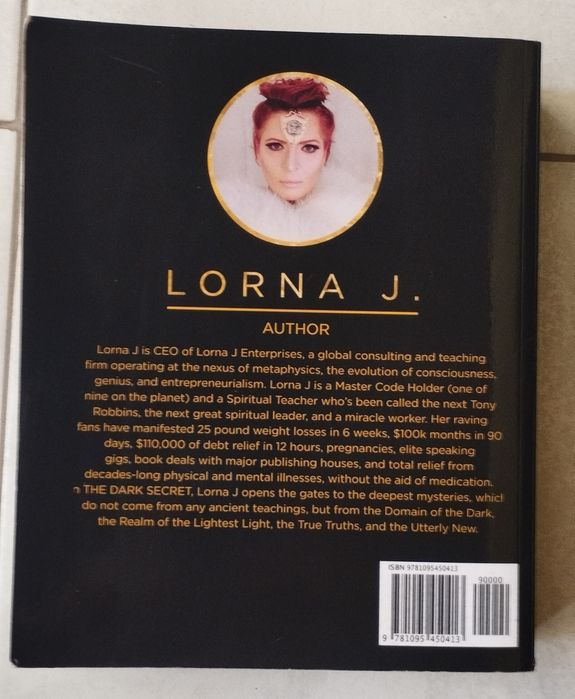 LORNA J.
AUTHOR
Lorna J is CEO of Lorna J Enterprises, a global consulting and teaching
firm operating at the nexus of metaphysics, the evolution of consciousness,
genius, and entrepreneurialism. Lorna J is a Master Code Holder (one of
nine on the planet) and a Spiritual Teacher who's been called the next Tony
Robbins, the next great spiritual leader, and a miracle worker. Her raving
fans have manifested 25 pound weight losses in 6 weeks, $100k months in 90
days, $110,000 of debt relief in 12 hours, pregnancies, elite speaking
gigs, book deals with major publishing houses, and total relief from
decades-long physical and mental illnesses, without the aid of medication.
n THE DARK SECRET, Lorna J opens the gates to the deepest mysteries, which
do not come from any ancient teachings, but from the Domain of the Dark,
the Realm of the Lightest Light, the True Truths, and the Utterly New.
ISBN 9781095450413
90000
9 781095 450413